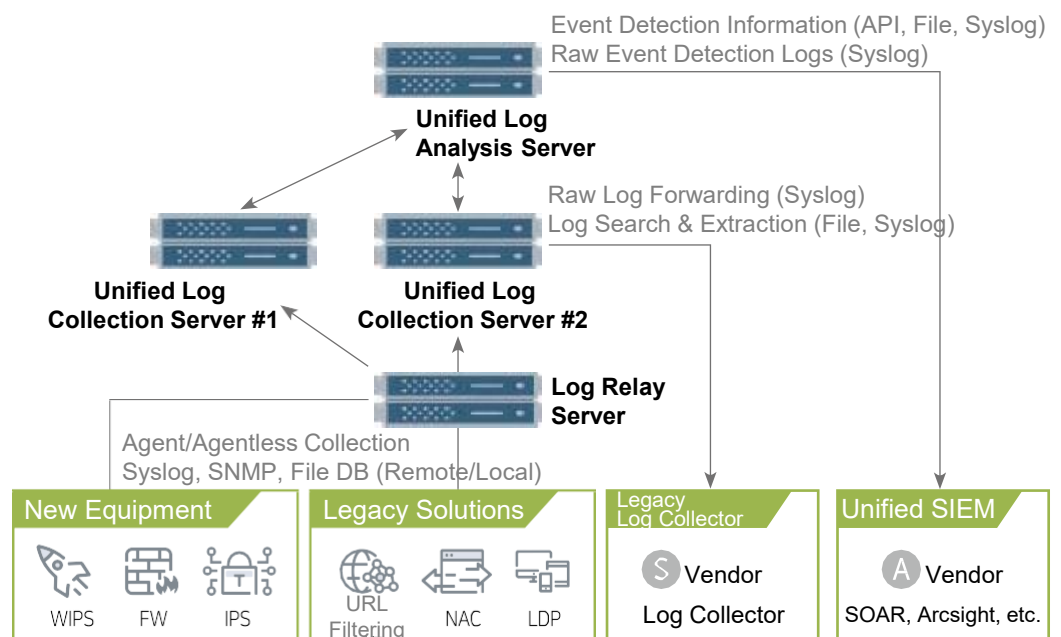 Event Detection Information (API, File, Syslog)
Raw Event Detection Logs (Syslog)
Unified Log
Analysis Server
Raw Log Forwarding (Syslog)
Log Search & Extraction (File, Syslog)
Unified Log
Collection Server #1
Unified Log
Collection Server #2
Log Relay
Server
Agent/Agentless Collection
Syslog, SNMP, File DB (Remote/Local)
New Equipment
WIPS
FW
T
IPS
Legacy Solutions
URL
Filtering
NAC
LDP
Legacy
Log Collector
S Vendor
Log Collector
Unified SIEM
A Vendor
SOAR, Arcsight, etc.